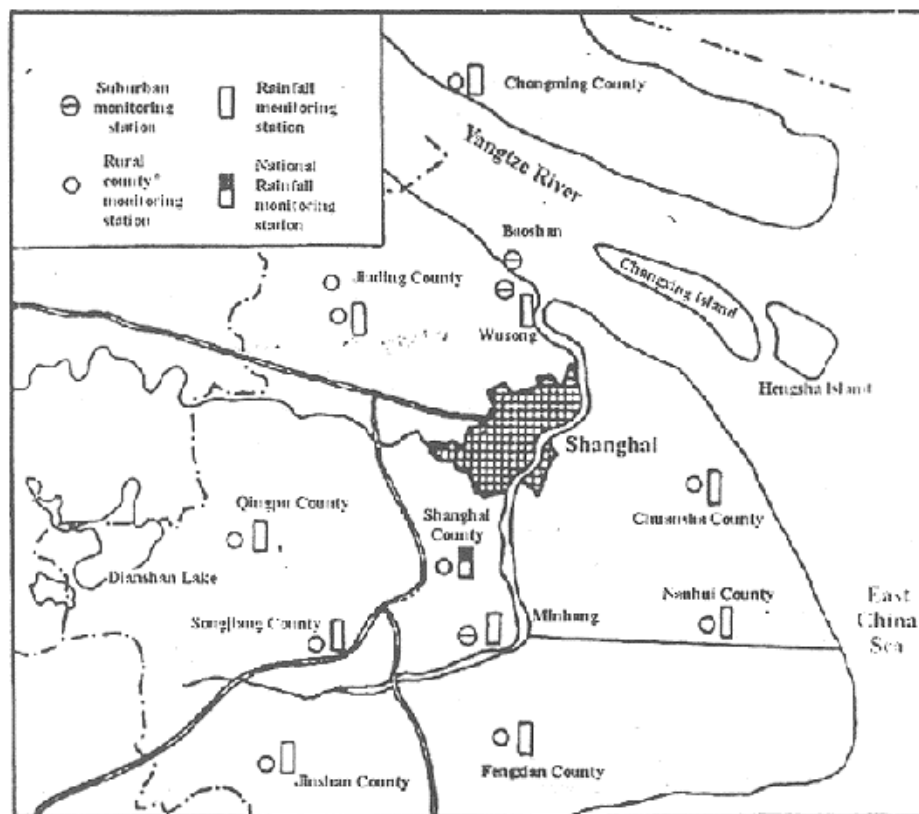 Suburban
monitoring
station
Rainfall
monitoring
station
Rural
county*
monitoring
station
National
Rainfall
monitoring
station
Chongming County
Yangtze River
Baoshan
Changxing Island
Jiading County
Wusong
Hengsha Island
Shanghai
Qingpu County
Shanghai
County
Chuansha County
Dianshan Lake
Nanhui County
East
China
Sea
Songjiang County
Minhang
Jinshan County
Fengxian County